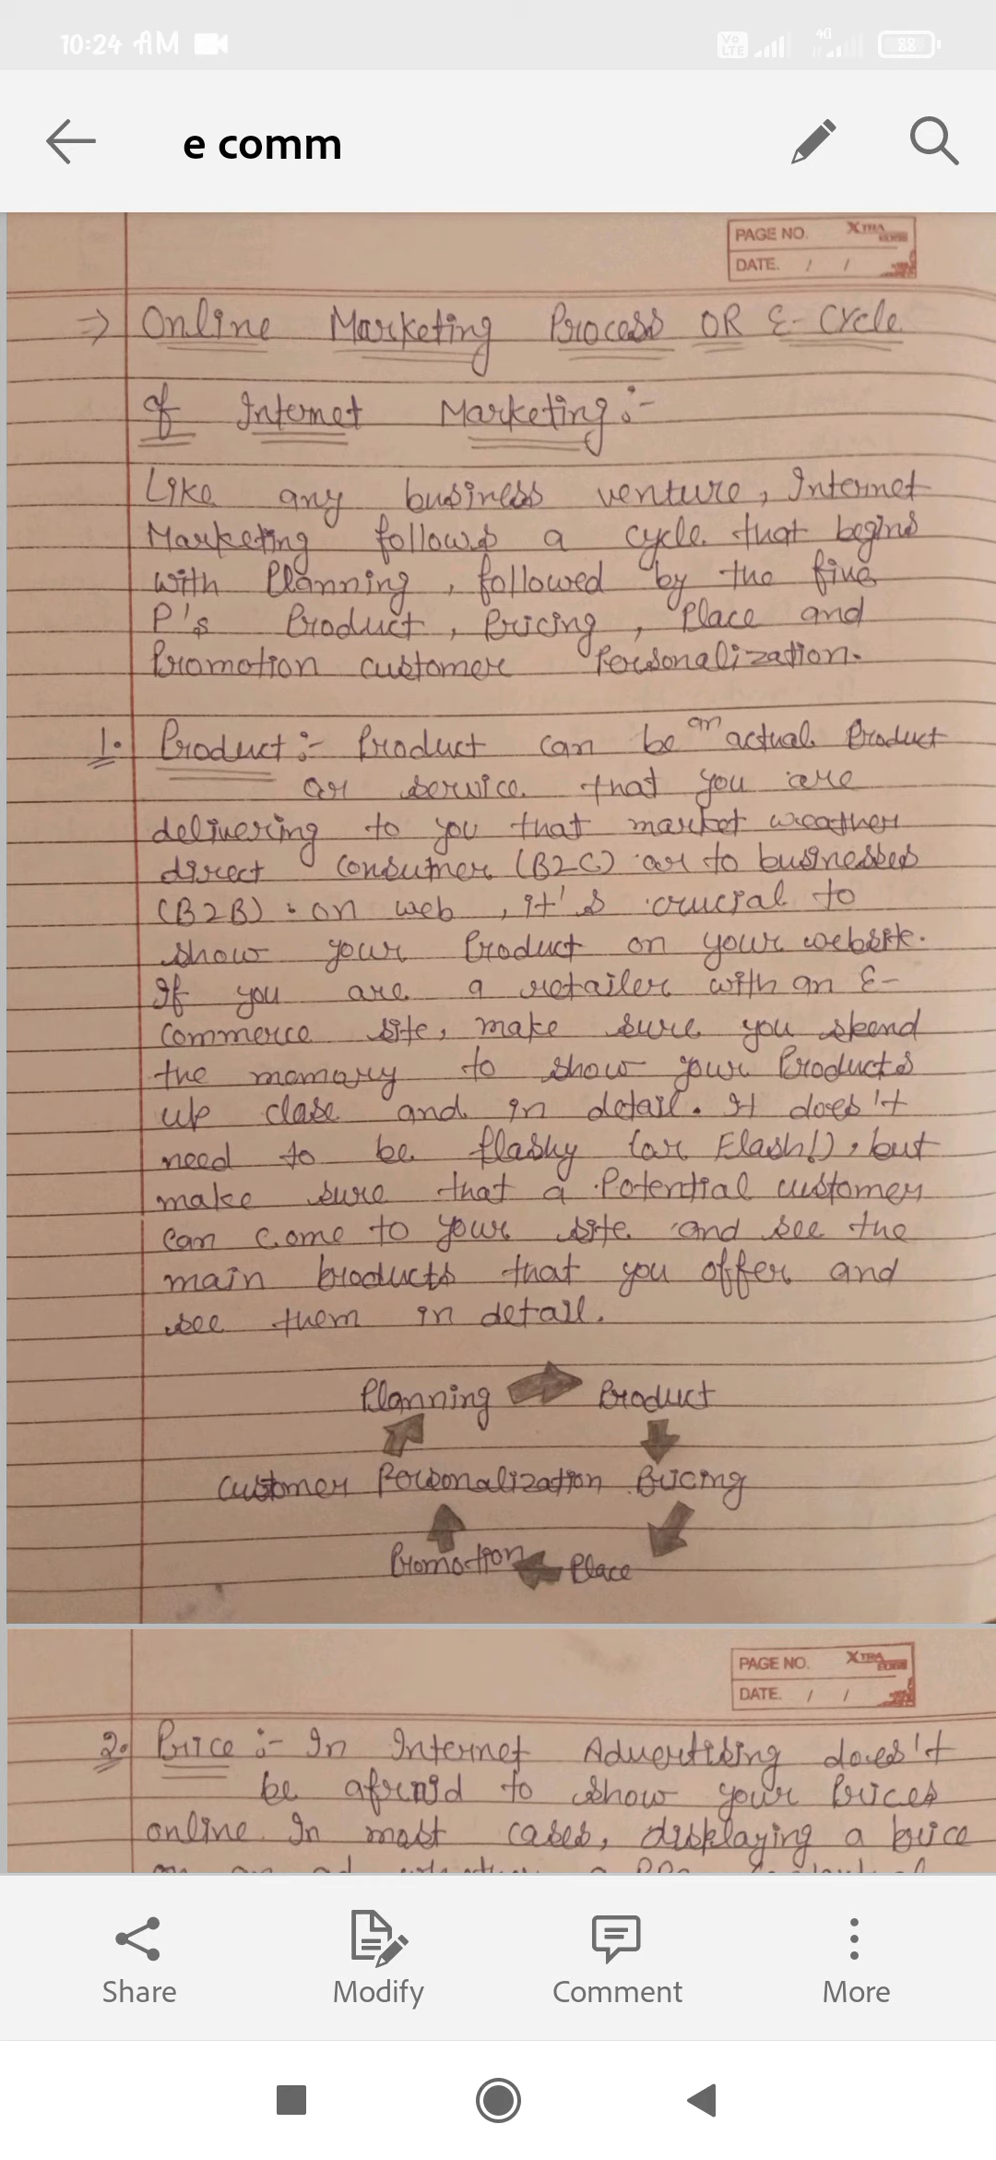 10:24 AM
Vo LTE 4G 88
e comm
PAGE NO. XTRA
DATE. / /
⇒ Online Marketing Process OR E-Cycle
of Internet Marketing :-
Like any business venture, Internet
Marketing follows a cycle that begins
with Planning, followed by the five
P's Product, Pricing, Place and
Promotion customer Personalization.
1. Product :- Product can be an actual Product
or service that you are
delivering to you that market weather
direct consumer (B2C) or to businesses
(B2B). on web, it's crucial to
show your Product on your website.
If you are a retailer with an E-
commerce site, make sure you spend
the momary to show your Products
up close and in detail. It does't
need to be flashy (or Flash!), but
make sure that a Potential customer
can come to your site and see the
main products that you offer and
see them in detail.
Planning Product
Customer Personalization Pricing
Promotion Place
PAGE NO. XTRA
DATE. / /
2. Price :- In Internet Advertising does't
be afraid to show your Prices
online. In most cases, displaying a price
Share Modify Comment More